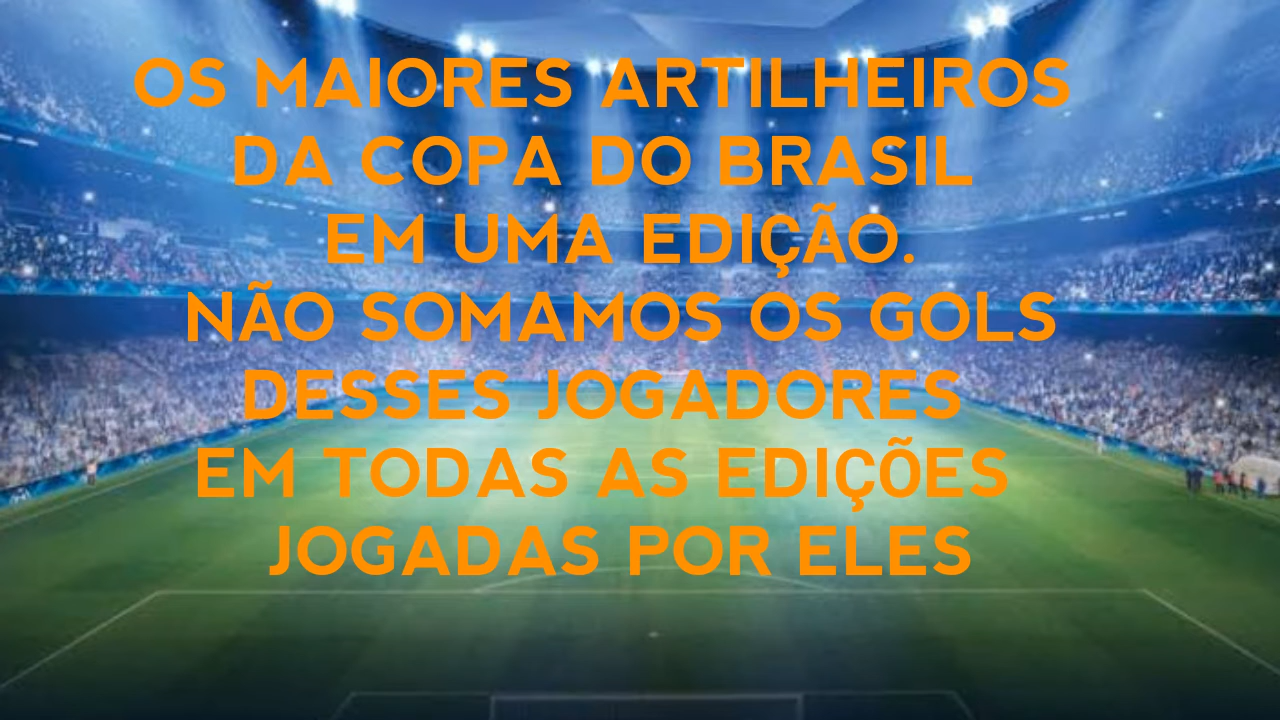 OS MAIORES ARTILHEIROS
DA COPA DO BRASIL
EM UMA EDIÇÃO.
NÃO SOMAMOS OS GOLS
DESSES JOGADORES
EM TODAS AS EDIÇÕES
JOGADAS POR ELES